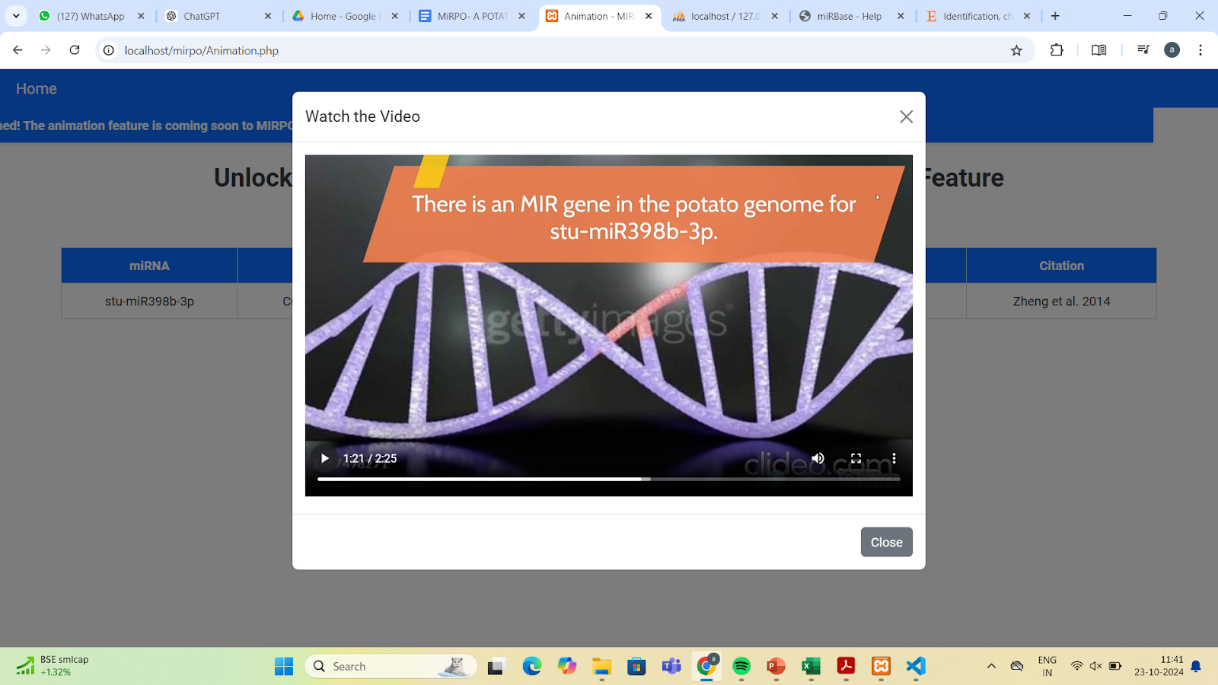 (127) WhatsApp
ChatGPT
Home - Google
MiRPO- A POTAT
Animation - MIR
localhost / 127.0
miRBase - Help
Identification, ch
localhost/mirpo/Animation.php
Home
ned! The animation feature is coming soon to MIRPO
Watch the Video
Unlock
Feature
There is an MIR gene in the potato genome for
stu-miR398b-3p.
miRNA
Citation
stu-miR398b-3p
Zheng et al. 2014
gettyimages
1:21 / 2:25
clideo.com
Close
BSE smlcap
+1.32%
Search
ENG
IN
11:41
23-10-2024